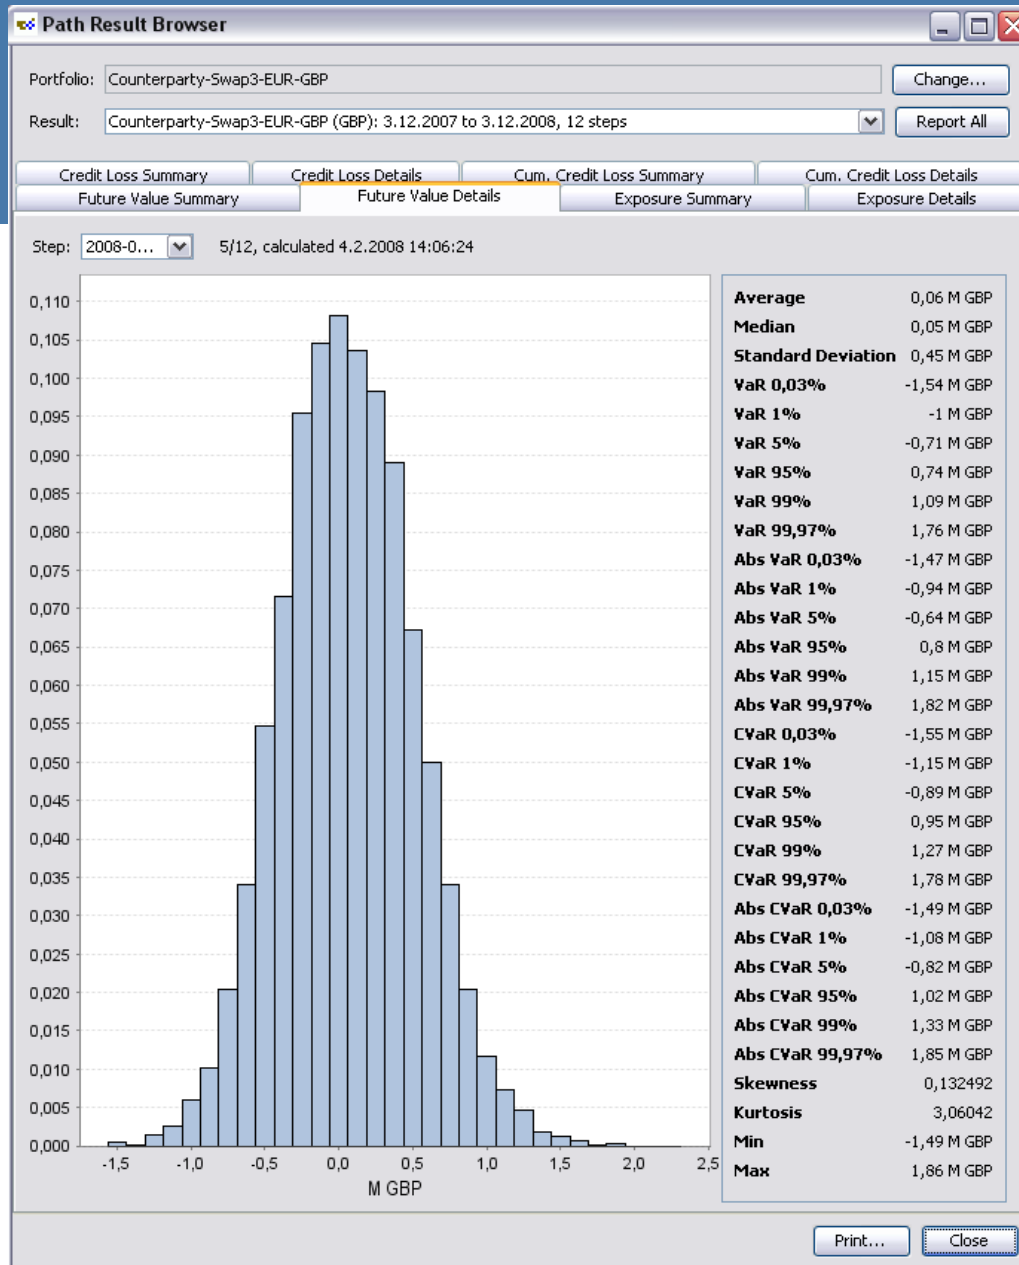 Path Result Browser
Portfolio: Counterparty-Swap3-EUR-GBP Change...
Result: Counterparty-Swap3-EUR-GBP (GBP): 3.12.2007 to 3.12.2008, 12 steps Report All
Credit Loss Summary Credit Loss Details Cum. Credit Loss Summary Cum. Credit Loss Details
Future Value Summary Future Value Details Exposure Summary Exposure Details
Step: 2008-0... 5/12, calculated 4.2.2008 14:06:24
0,110
0,105
0,100
0,095
0,090
0,085
0,080
0,075
0,070
0,065
0,060
0,055
0,050
0,045
0,040
0,035
0,030
0,025
0,020
0,015
0,010
0,005
0,000
-1,5 -1,0 -0,5 0,0 0,5 1,0 1,5 2,0 2,5
M GBP
Average 0,06 M GBP
Median 0,05 M GBP
Standard Deviation 0,45 M GBP
VaR 0,03% -1,54 M GBP
VaR 1% -1 M GBP
VaR 5% -0,71 M GBP
VaR 95% 0,74 M GBP
VaR 99% 1,09 M GBP
VaR 99,97% 1,76 M GBP
Abs VaR 0,03% -1,47 M GBP
Abs VaR 1% -0,94 M GBP
Abs VaR 5% -0,64 M GBP
Abs VaR 95% 0,8 M GBP
Abs VaR 99% 1,15 M GBP
Abs VaR 99,97% 1,82 M GBP
CVaR 0,03% -1,55 M GBP
CVaR 1% -1,15 M GBP
CVaR 5% -0,89 M GBP
CVaR 95% 0,95 M GBP
CVaR 99% 1,27 M GBP
CVaR 99,97% 1,78 M GBP
Abs CVaR 0,03% -1,49 M GBP
Abs CVaR 1% -1,08 M GBP
Abs CVaR 5% -0,82 M GBP
Abs CVaR 95% 1,02 M GBP
Abs CVaR 99% 1,33 M GBP
Abs CVaR 99,97% 1,85 M GBP
Skewness 0,132492
Kurtosis 3,06042
Min -1,49 M GBP
Max 1,86 M GBP
Print... Close